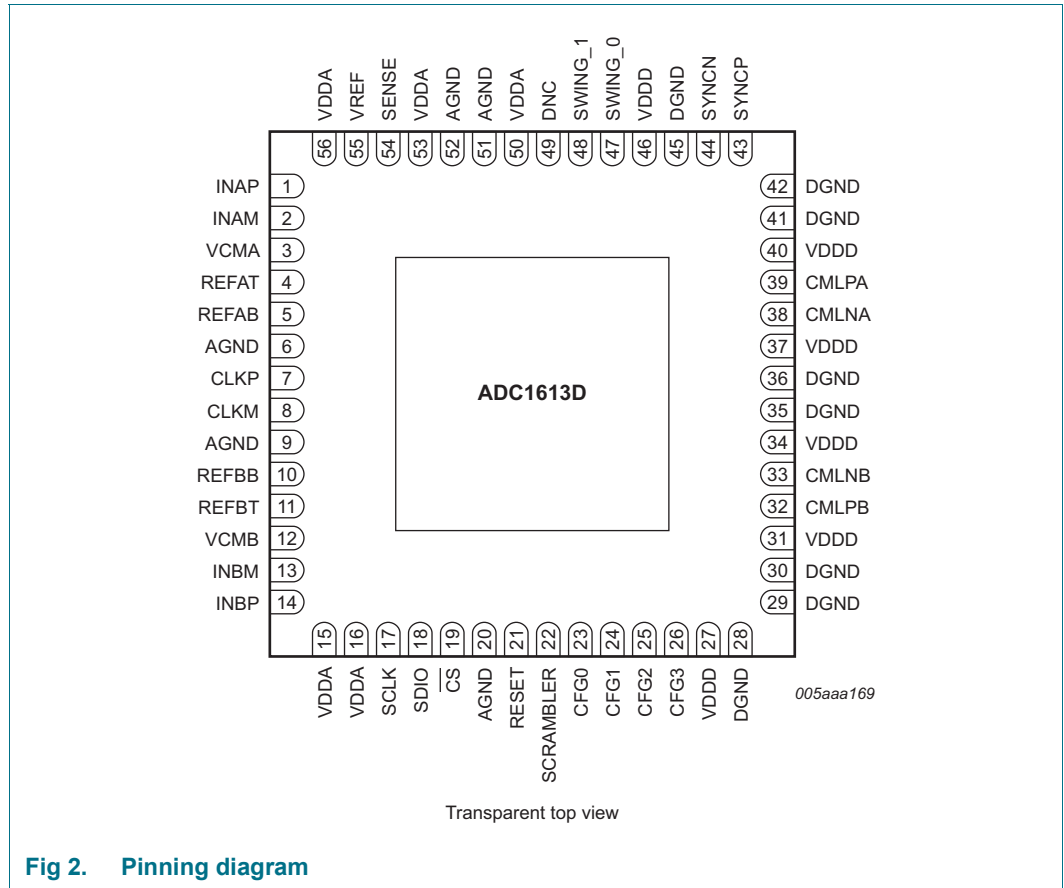 VDDA VREF SENSE VDDA AGND AGND VDDA DNC SWING_1 SWING_0 VDDD DGND SYNCN SYNCP
56 55 54 53 52 51 50 49 48 47 46 45 44 43
INAP 1 42 DGND
INAM 2 41 DGND
VCMA 3 40 VDDD
REFAT 4 39 CMLPA
REFAB 5 38 CMLNA
AGND 6 37 VDDD
CLKP 7 36 DGND
ADC1613D
CLKM 8 35 DGND
AGND 9 34 VDDD
REFBB 10 33 CMLNB
REFBT 11 32 CMLPB
VCMB 12 31 VDDD
INBM 13 30 DGND
INBP 14 29 DGND
15 16 17 18 19 20 21 22 23 24 25 26 27 28
VDDA VDDA SCLK SDIO C̅S̅ AGND RESET SCRAMBLER CFG0 CFG1 CFG2 CFG3 VDDD DGND
005aaa169
Transparent top view
Fig 2. Pinning diagram